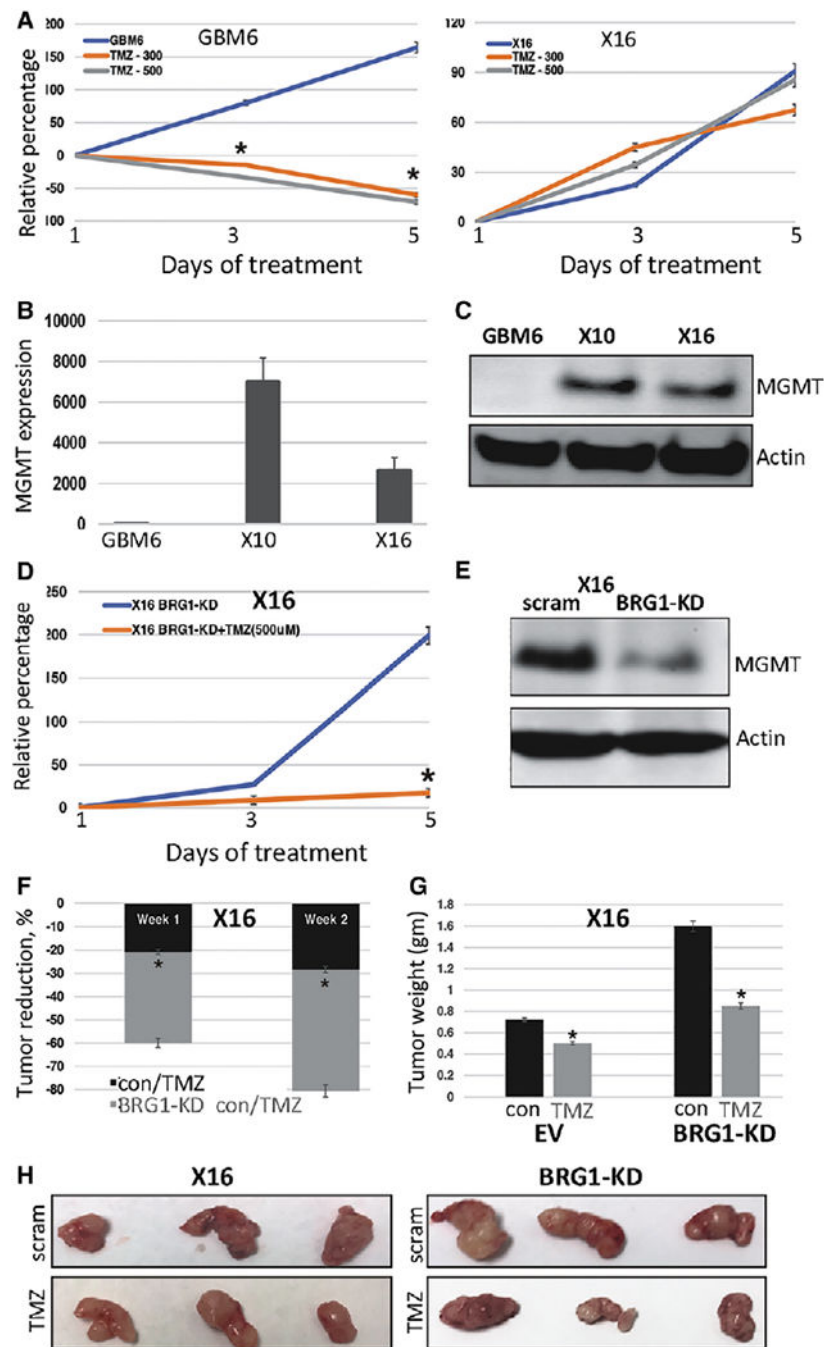 A
GBM6
GBM6
TMZ - 300
TMZ - 500
200
150
100
50
0
-50
100
*
*
1
3
5
Relative percentage
Days of treatment
X16
X16
TMZ - 300
TMZ - 500
120
90
60
30
0
1
3
5
Days of treatment
B
10000
8000
6000
4000
2000
0
MGMT expression
GBM6
X10
X16
C
GBM6
X10
X16
MGMT
Actin
D
X16
X16 BRG1-KD
X16 BRG1-KD+TMZ(500uM)
250
200
150
100
50
0
*
1
3
5
Relative percentage
Days of treatment
E
X16
scram
BRG1-KD
MGMT
Actin
F
0
-10
-20
-30
-40
-50
-60
-70
-80
Tumor reduction, %
Week 1
X16
Week 2
*
*
con/TMZ
BRG1-KD con/TMZ
G
X16
1.8
1.6
1.4
1.2
1
0.8
0.6
0.4
0.2
0
Tumor weight (gm)
*
*
con
TMZ
con
TMZ
EV
BRG1-KD
H
X16
BRG1-KD
scram
scram
TMZ
TMZ